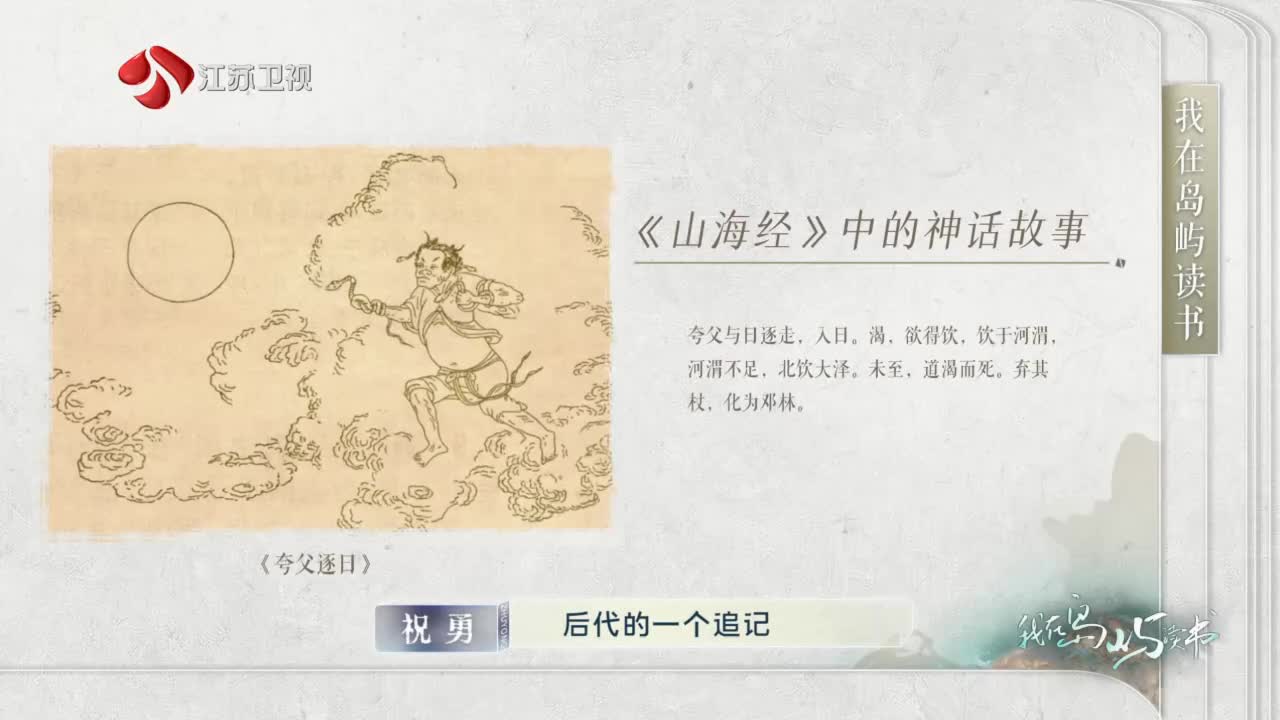 江苏卫视
我在岛屿读书
《山海经》中的神话故事
夸父与日逐走，入日。渴，欲得饮，饮于河渭，
河渭不足，北饮大泽。未至，道渴而死。弃其
杖，化为邓林。
《夸父逐日》
祝勇
ZHUYONG
后代的一个追记
我在岛屿读书